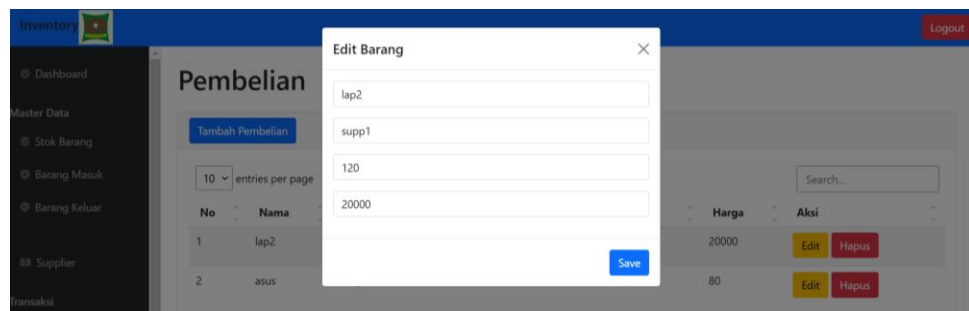 Inventory
Logout
Edit Barang
Dashboard
Pembelian
lap2
Master Data
Tambah Pembelian
supp1
Stok Barang
120
Barang Masuk
10 entries per page
Search...
20000
Barang Keluar
No Nama Harga Aksi
1 lap2 20000 Edit Hapus
Save
Supplier
2 asus 80 Edit Hapus
Transaksi